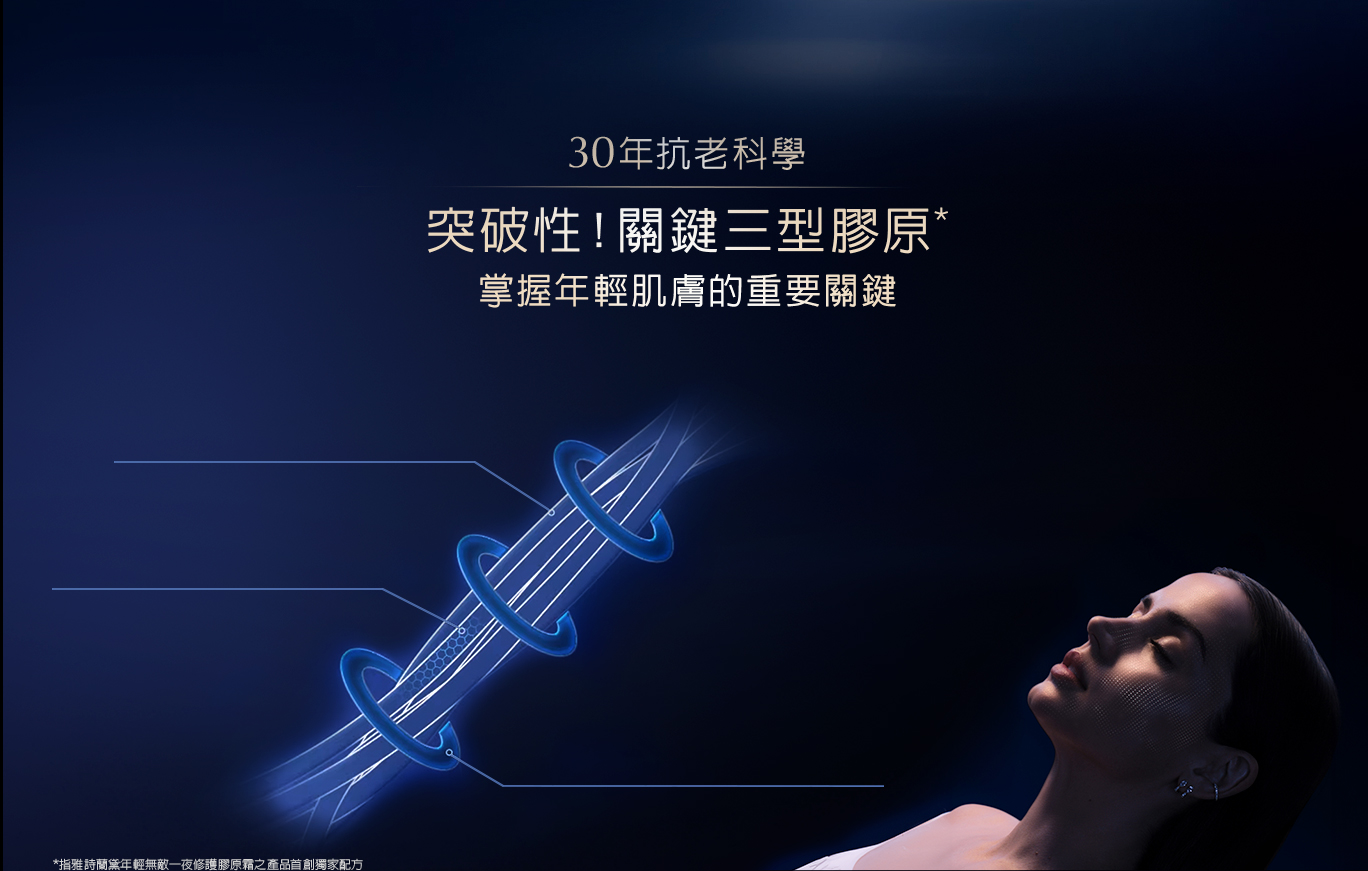 30年抗老科學
突破性！關鍵三型膠原*
掌握年輕肌膚的重要關鍵
*指雅詩蘭黛年輕無敵一夜修護膠原霜之產品首創獨家配方